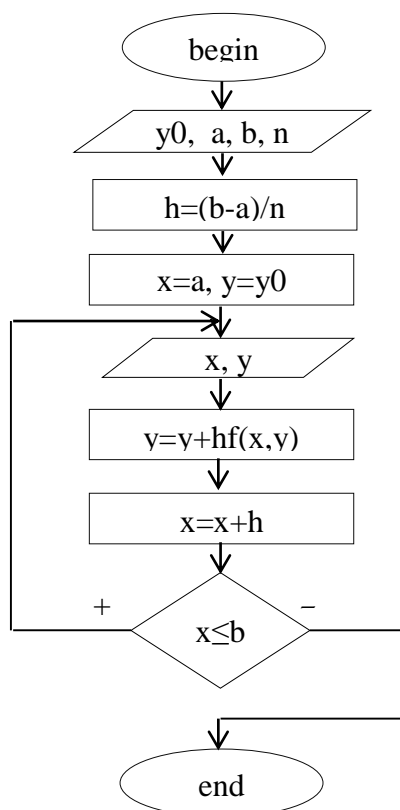 begin
y0, a, b, n
h=(b-a)/n
x=a, y=y0
x, y
y=y+hf(x,y)
x=x+h
+ −
x≤b
end